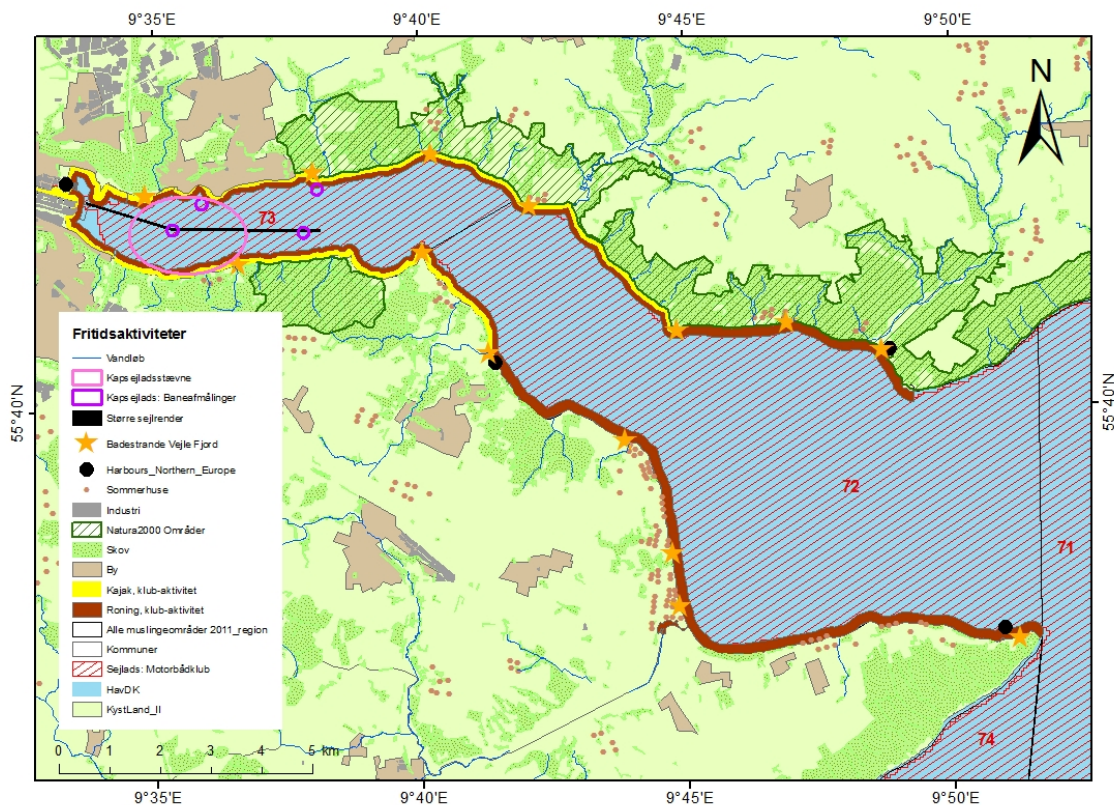 9°35'E 9°40'E 9°45'E 9°50'E
N
73
Fritidsaktiviteter
Vandløb
Kapsejladsstævne
Kapsejlads: Baneafmålinger
Større sejlrender
Badestrande Vejle Fjord
Harbours_Northern_Europe
Sommerhuse
Industri
Natura2000 Områder
Skov
By
Kajak, klub-aktivitet
Roning, klub-aktivitet
Alle muslingeområder 2011_region
Kommuner
Sejlads: Motorbådklub
HavDK
KystLand_II
55°40'N
55°40'N
72
71
74
0 1 2 3 4 5 km
9°35'E 9°40'E 9°45'E 9°50'E